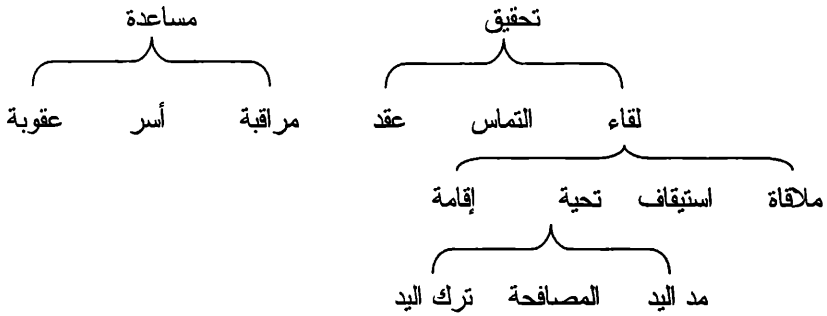 تحقيق مساعدة
لقاء التماس عقد مراقبة أسر عقوبة
ملاقاة استيقاف تحية إقامة
مد اليد المصافحة ترك اليد